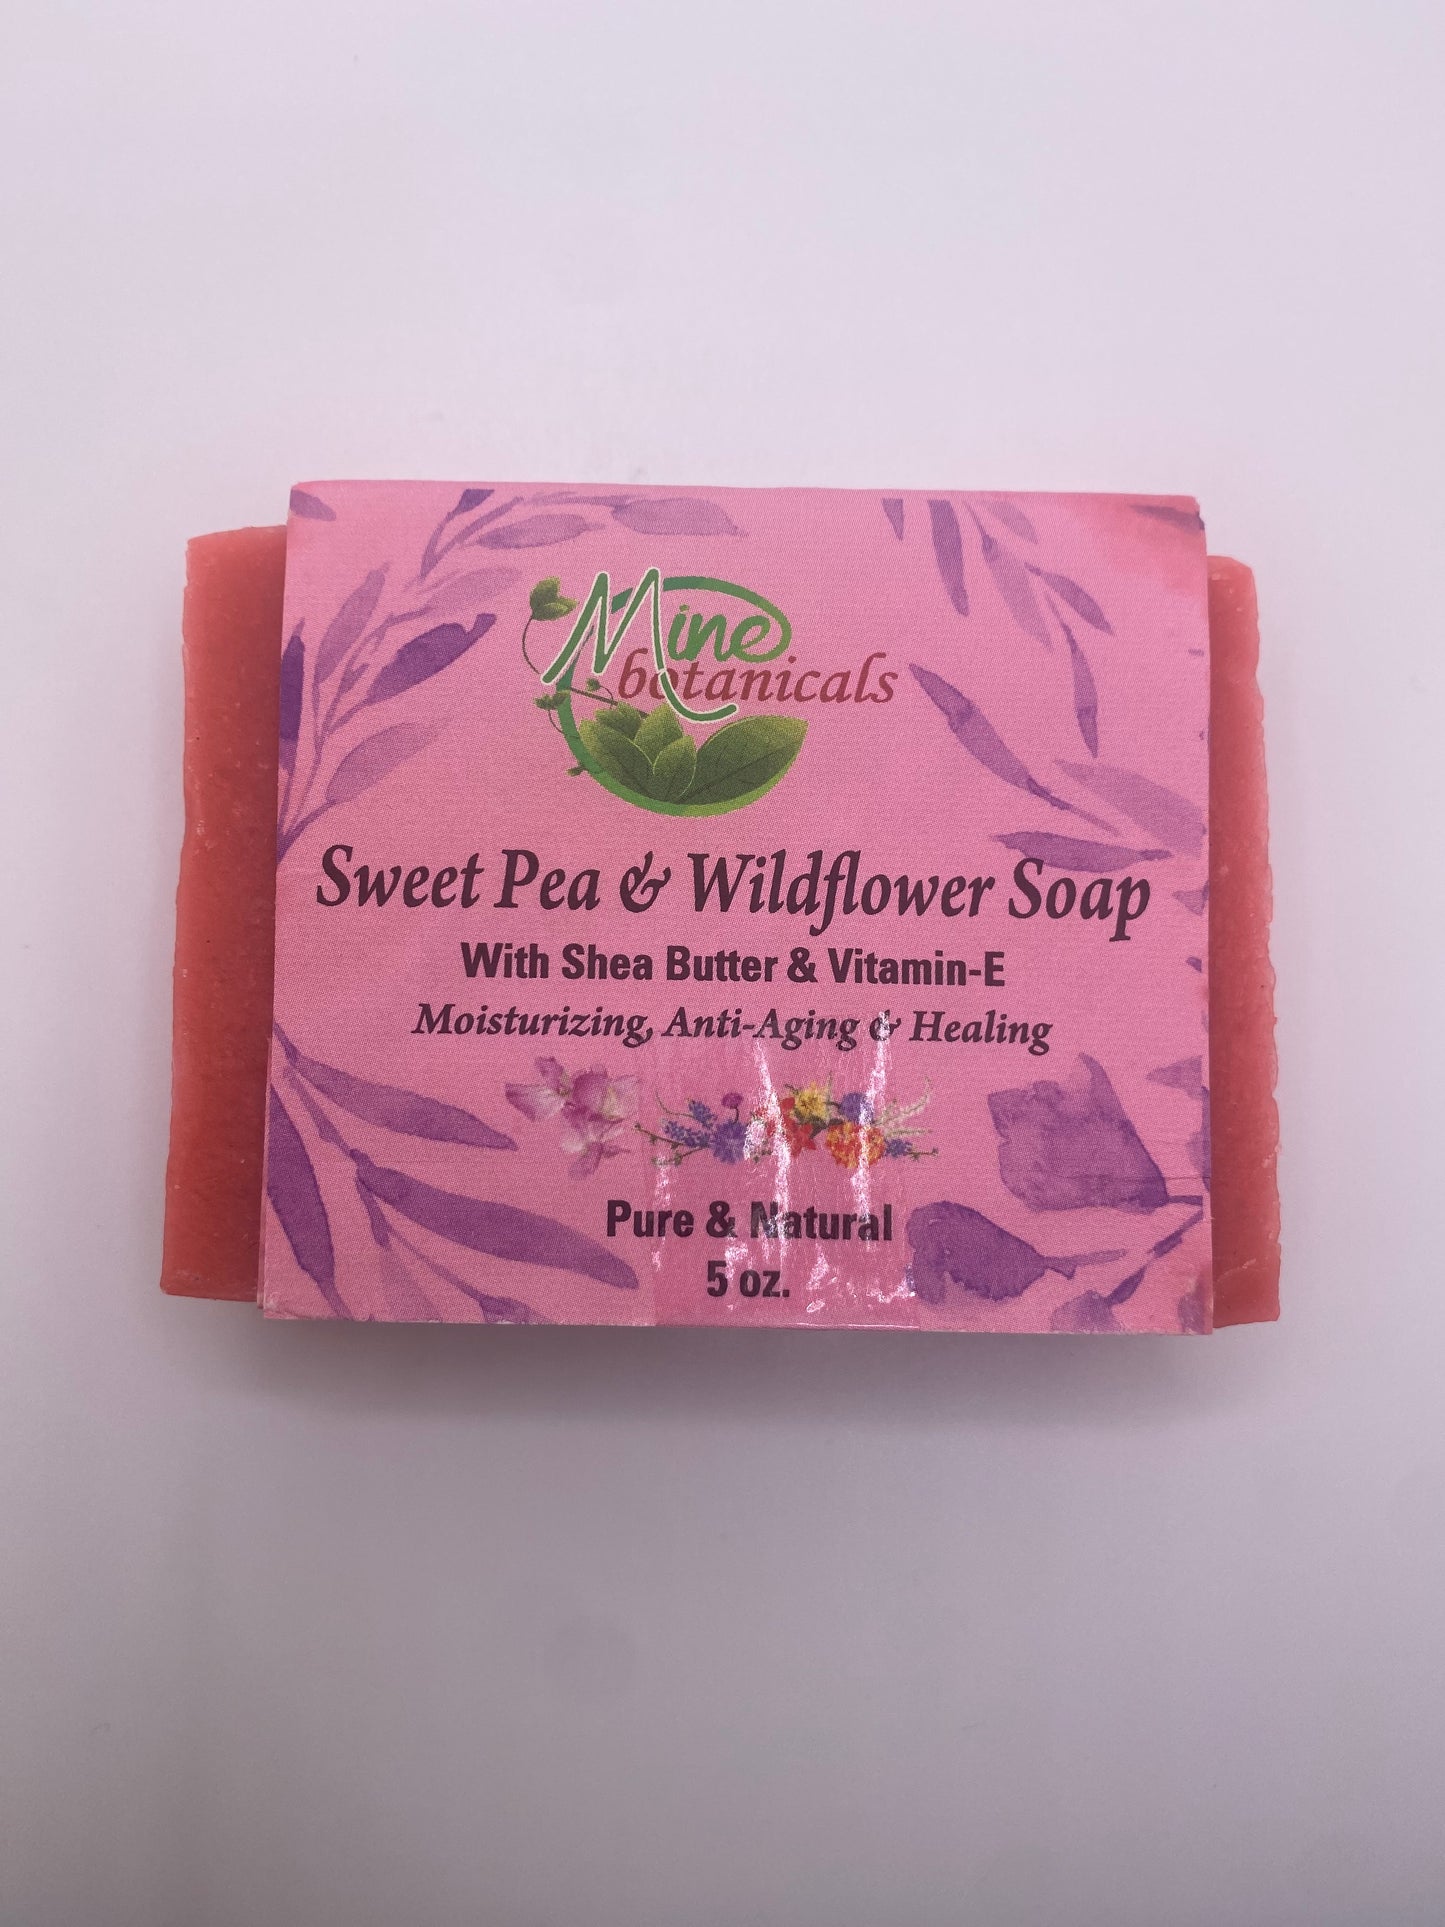 Mine
botanicals
Sweet Pea & Wildflower Soap
With Shea Butter & Vitamin-E
Moisturizing, Anti-Aging & Healing
Pure & Natural
5 oz.